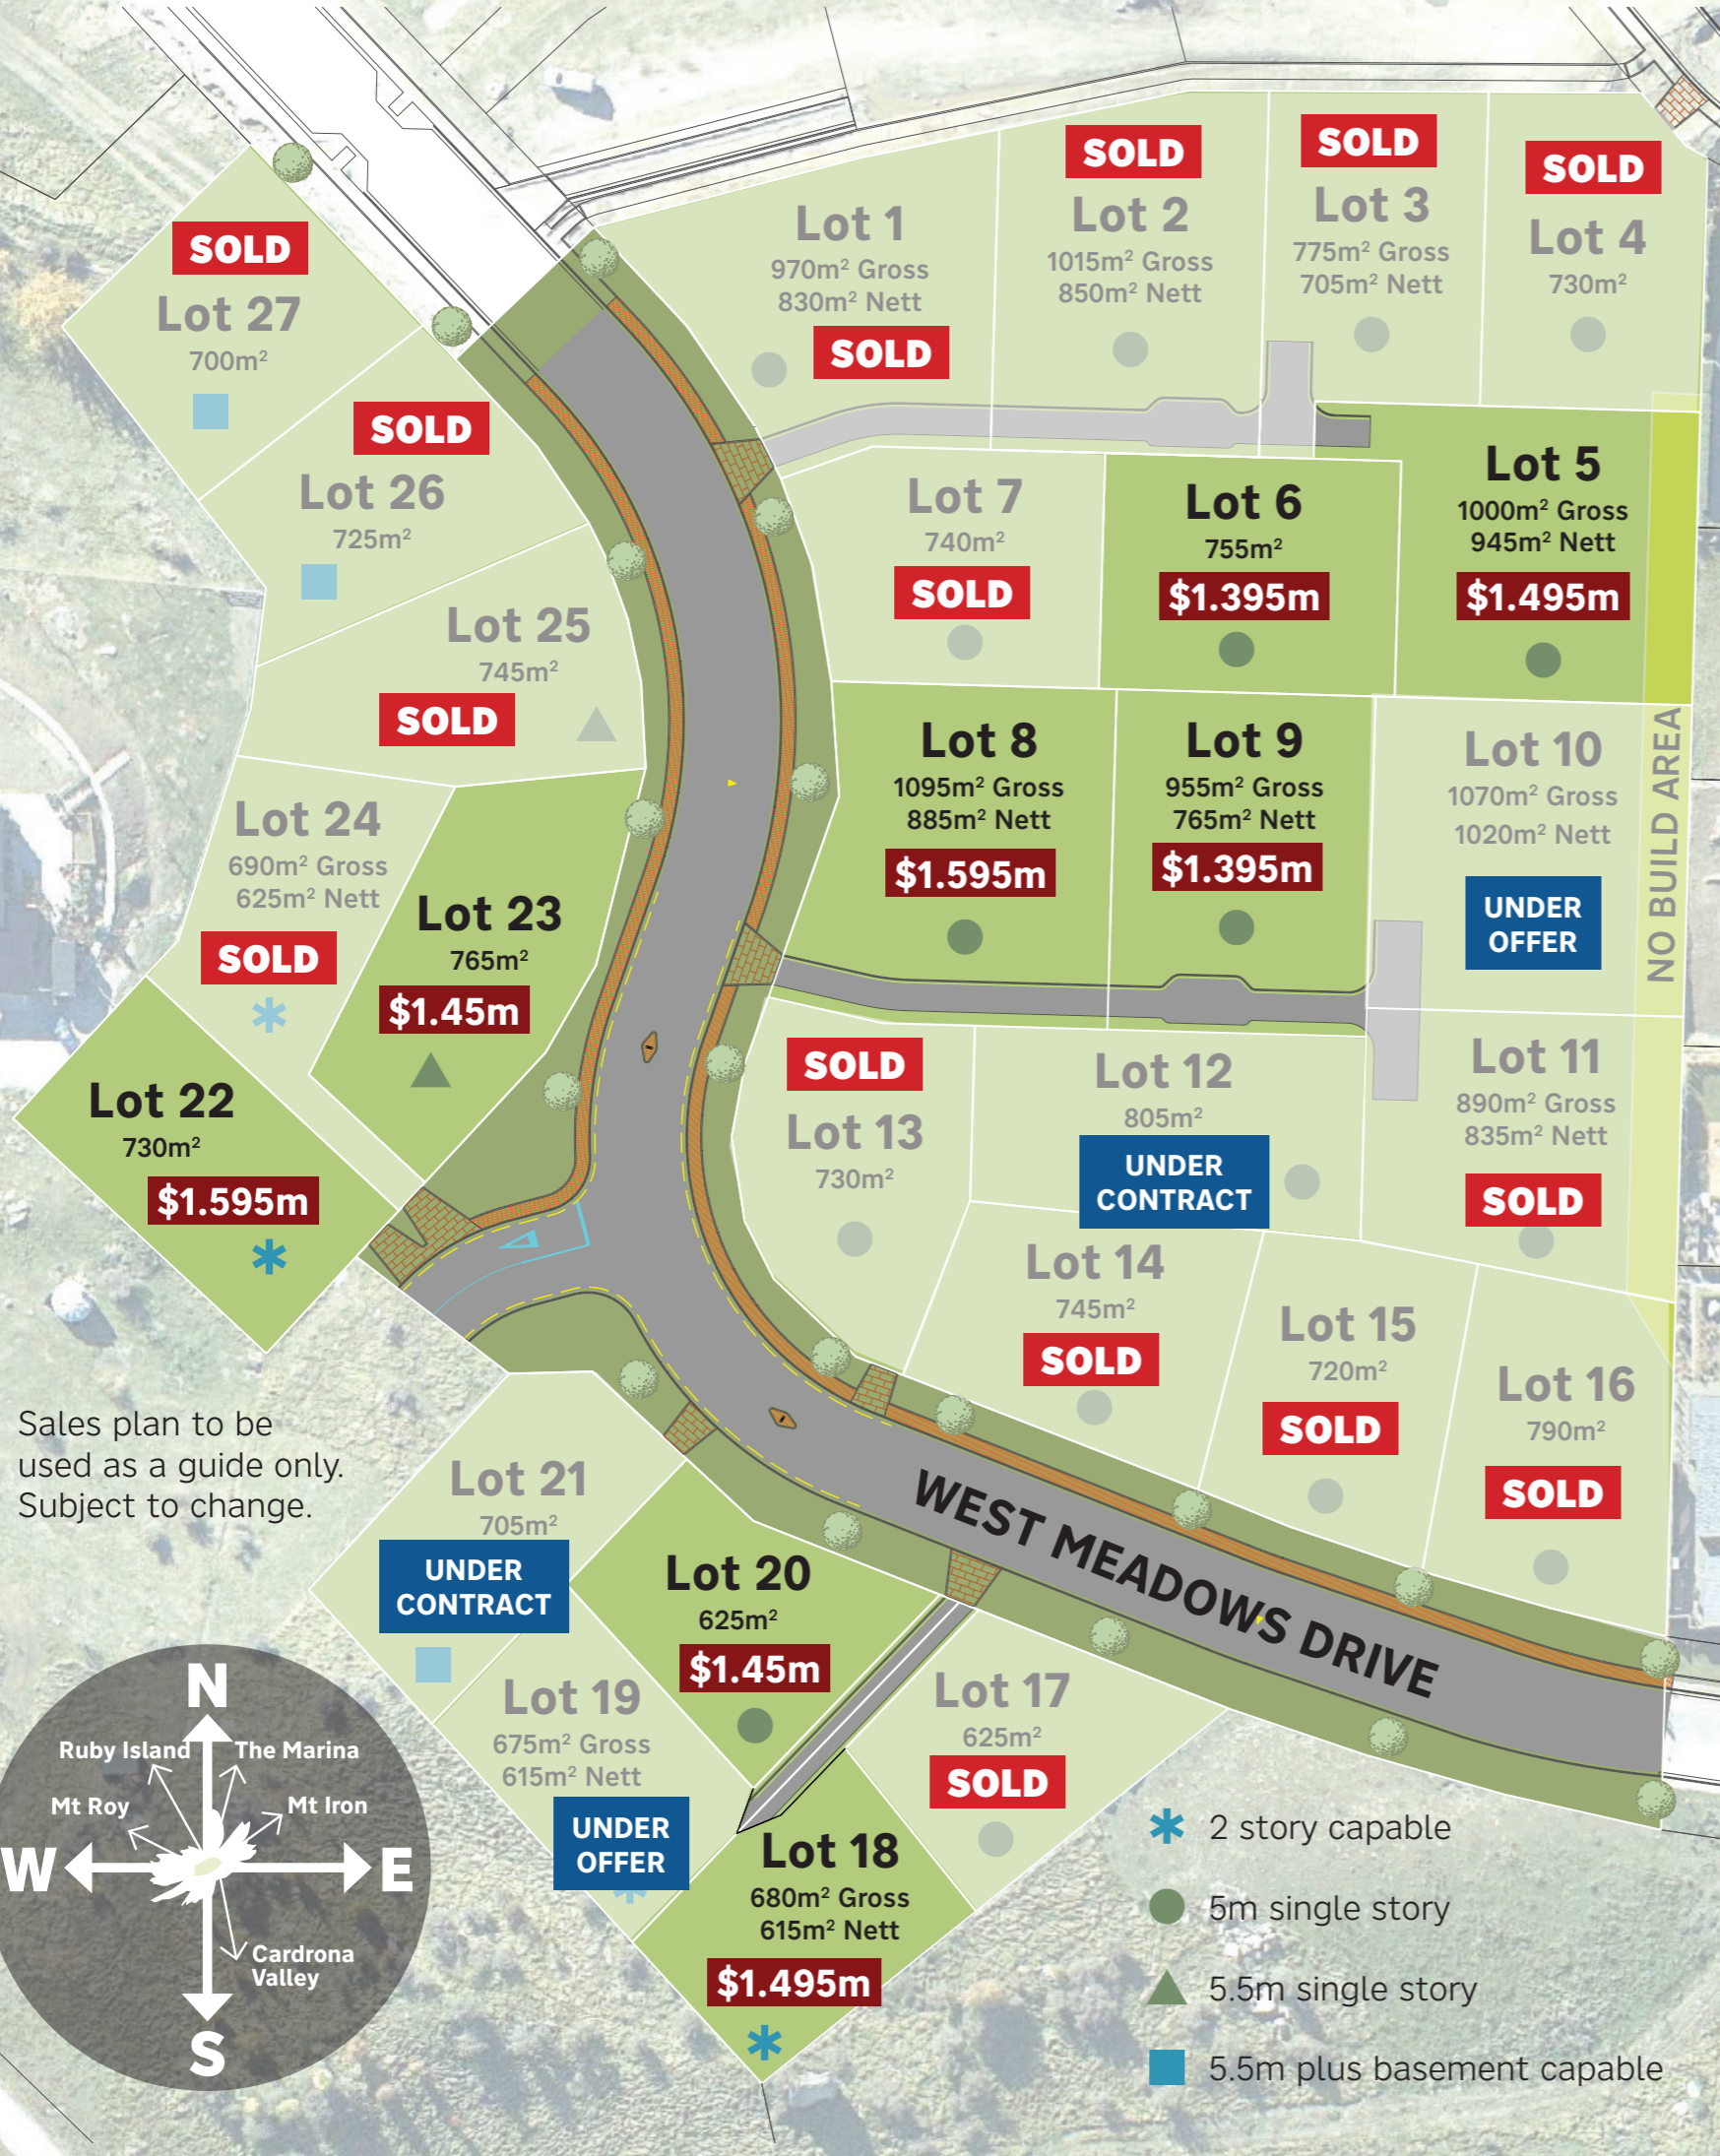 SOLD
Lot 27
700m²
SOLD
Lot 26
725m²
Lot 25
745m²
SOLD
Lot 24
690m² Gross
625m² Nett
SOLD
Lot 23
765m²
$1.45m
Lot 22
730m²
$1.595m
Lot 1
970m² Gross
830m² Nett
SOLD
SOLD
Lot 2
1015m² Gross
850m² Nett
SOLD
Lot 3
775m² Gross
705m² Nett
SOLD
Lot 4
730m²
Lot 7
740m²
SOLD
Lot 6
755m²
$1.395m
Lot 5
1000m² Gross
945m² Nett
$1.495m
Lot 8
1095m² Gross
885m² Nett
$1.595m
Lot 9
955m² Gross
765m² Nett
$1.395m
Lot 10
1070m² Gross
1020m² Nett
UNDER
OFFER
NO BUILD AREA
SOLD
Lot 13
730m²
Lot 12
805m²
UNDER
CONTRACT
Lot 11
890m² Gross
835m² Nett
SOLD
Lot 14
745m²
SOLD
Lot 15
720m²
SOLD
Lot 16
790m²
SOLD
Sales plan to be
used as a guide only.
Subject to change.
WEST MEADOWS DRIVE
Lot 21
705m²
UNDER
CONTRACT
Lot 20
625m²
$1.45m
Lot 19
675m² Gross
615m² Nett
UNDER
OFFER
Lot 17
625m²
SOLD
Lot 18
680m² Gross
615m² Nett
$1.495m
N
Ruby Island
The Marina
Mt Roy
Mt Iron
W
E
Cardrona
Valley
S
2 story capable
5m single story
5.5m single story
5.5m plus basement capable